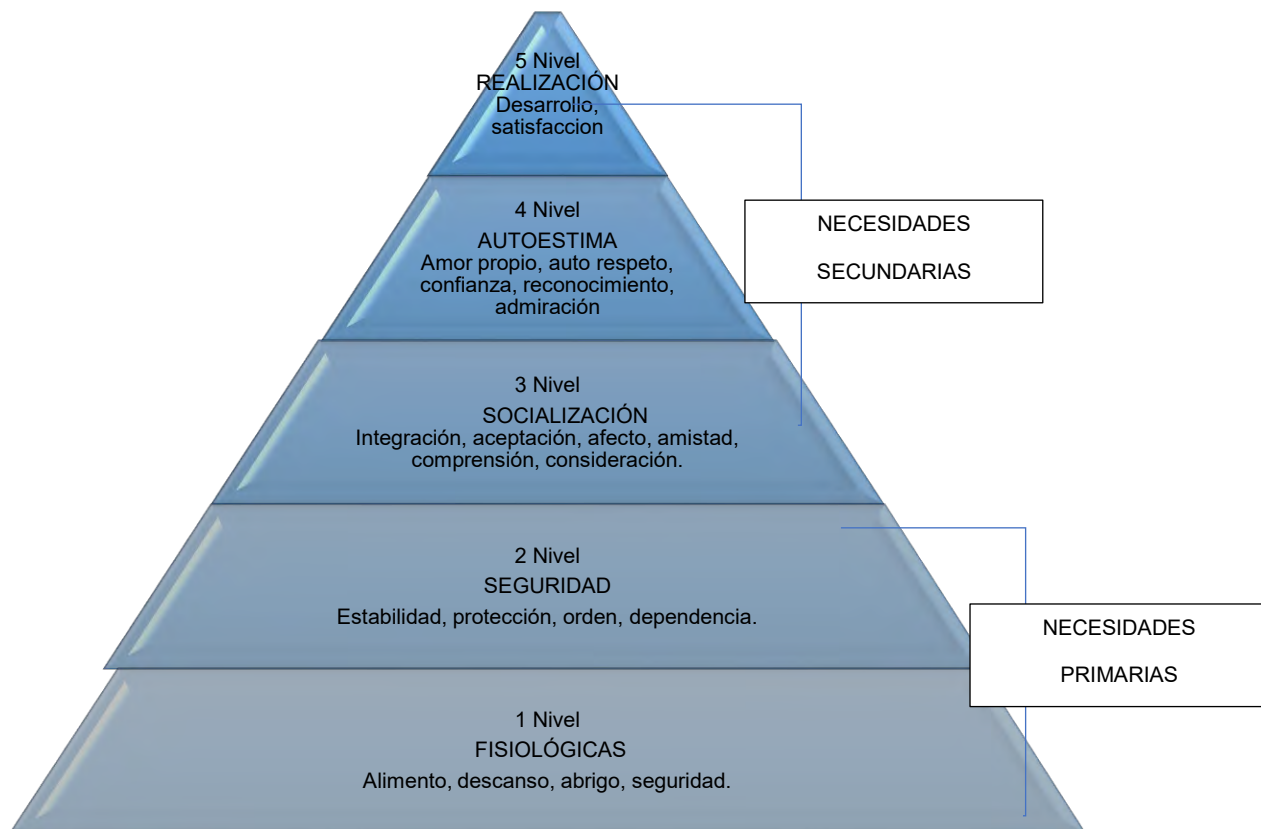 5 Nivel
REALIZACIÓN
Desarrollo,
satisfaccion
4 Nivel
AUTOESTIMA
Amor propio, auto respeto,
confianza, reconocimiento,
admiración
NECESIDADES
SECUNDARIAS
3 Nivel
SOCIALIZACIÓN
Integración, aceptación, afecto, amistad,
comprensión, consideración.
2 Nivel
SEGURIDAD
Estabilidad, protección, orden, dependencia.
NECESIDADES
PRIMARIAS
1 Nivel
FISIOLÓGICAS
Alimento, descanso, abrigo, seguridad.